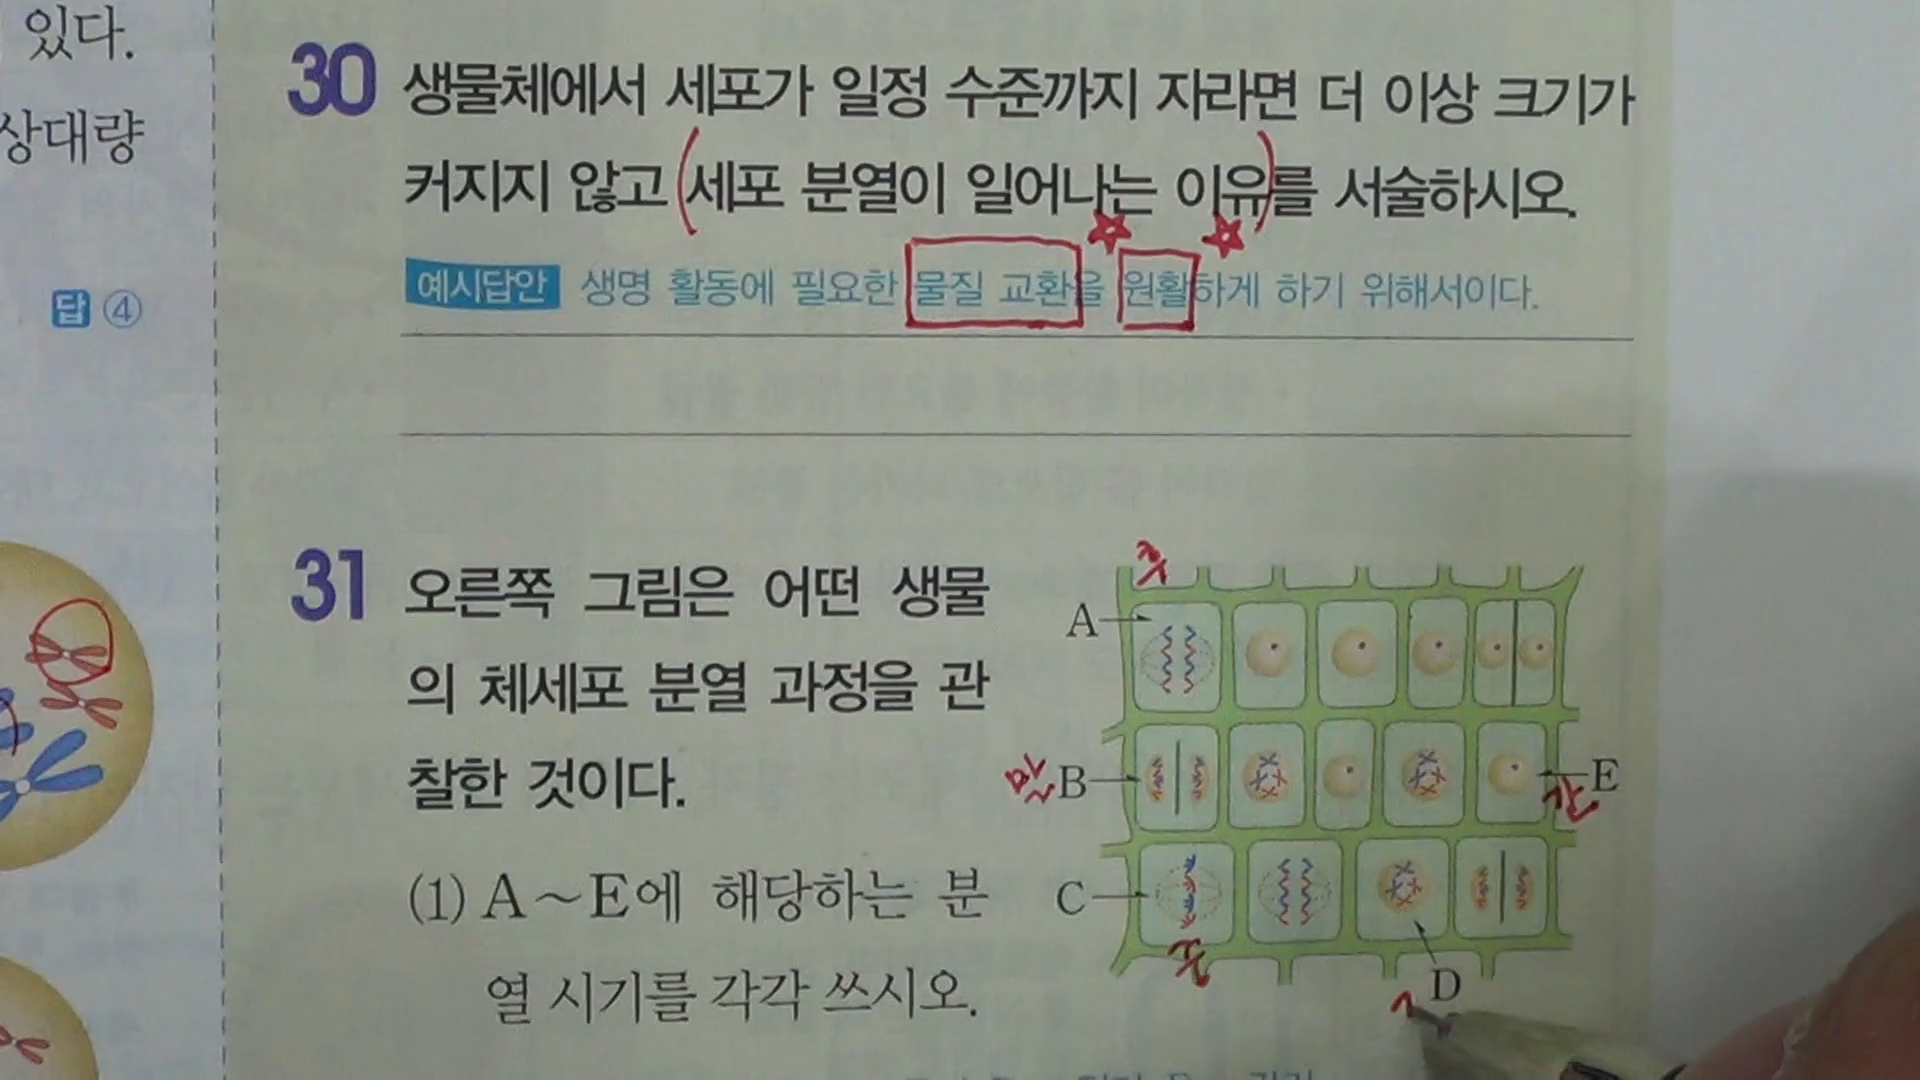 있다.
상대량
답 ④
30 생물체에서 세포가 일정 수준까지 자라면 더 이상 크기가
커지지 않고 (세포 분열이 일어나는 이유)를 서술하시오.
예시답안 생명 활동에 필요한 물질 교환을 원활하게 하기 위해서이다.
31 오른쪽 그림은 어떤 생물
의 체세포 분열 과정을 관
찰한 것이다.
(1) A~E에 해당하는 분
열 시기를 각각 쓰시오.
후
A
말 B
E
간
C
중
D